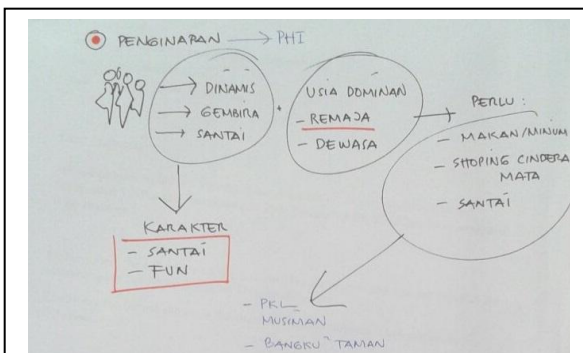 PENGINAPAN → PHI
→ DINAMIS
→ GEMBIRA
→ SANTAI
USIA DOMINAN
- REMAJA
- DEWASA
PERLU :
- MAKAN/MINUM
- SHOPING CINDERA
MATA
- SANTAI
KARAKTER
- SANTAI
- FUN
- PKL
MUSIMAN
- BANGKU TAMAN